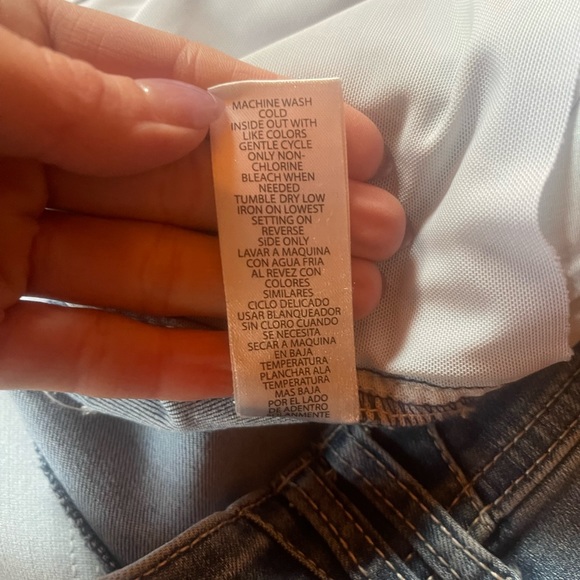 MACHINE WASH
COLD
INSIDE OUT WITH
LIKE COLORS
GENTLE CYCLE
ONLY NON-
CHLORINE
BLEACH WHEN
NEEDED
TUMBLE DRY LOW
IRON ON LOWEST
SETTING ON
REVERSE
SIDE ONLY
LAVAR A MAQUINA
CON AGUA FRIA
AL REVEZ CON
COLORES
SIMILARES
CICLO DELICADO
USAR BLANQUEADOR
SIN CLORO CUANDO
SE NECESITA
SECAR A MAQUINA
EN BAJA
TEMPERATURA
PLANCHAR ALA
TEMPERATURA
MAS BAJA
POR EL LADO
DE ADENTRO